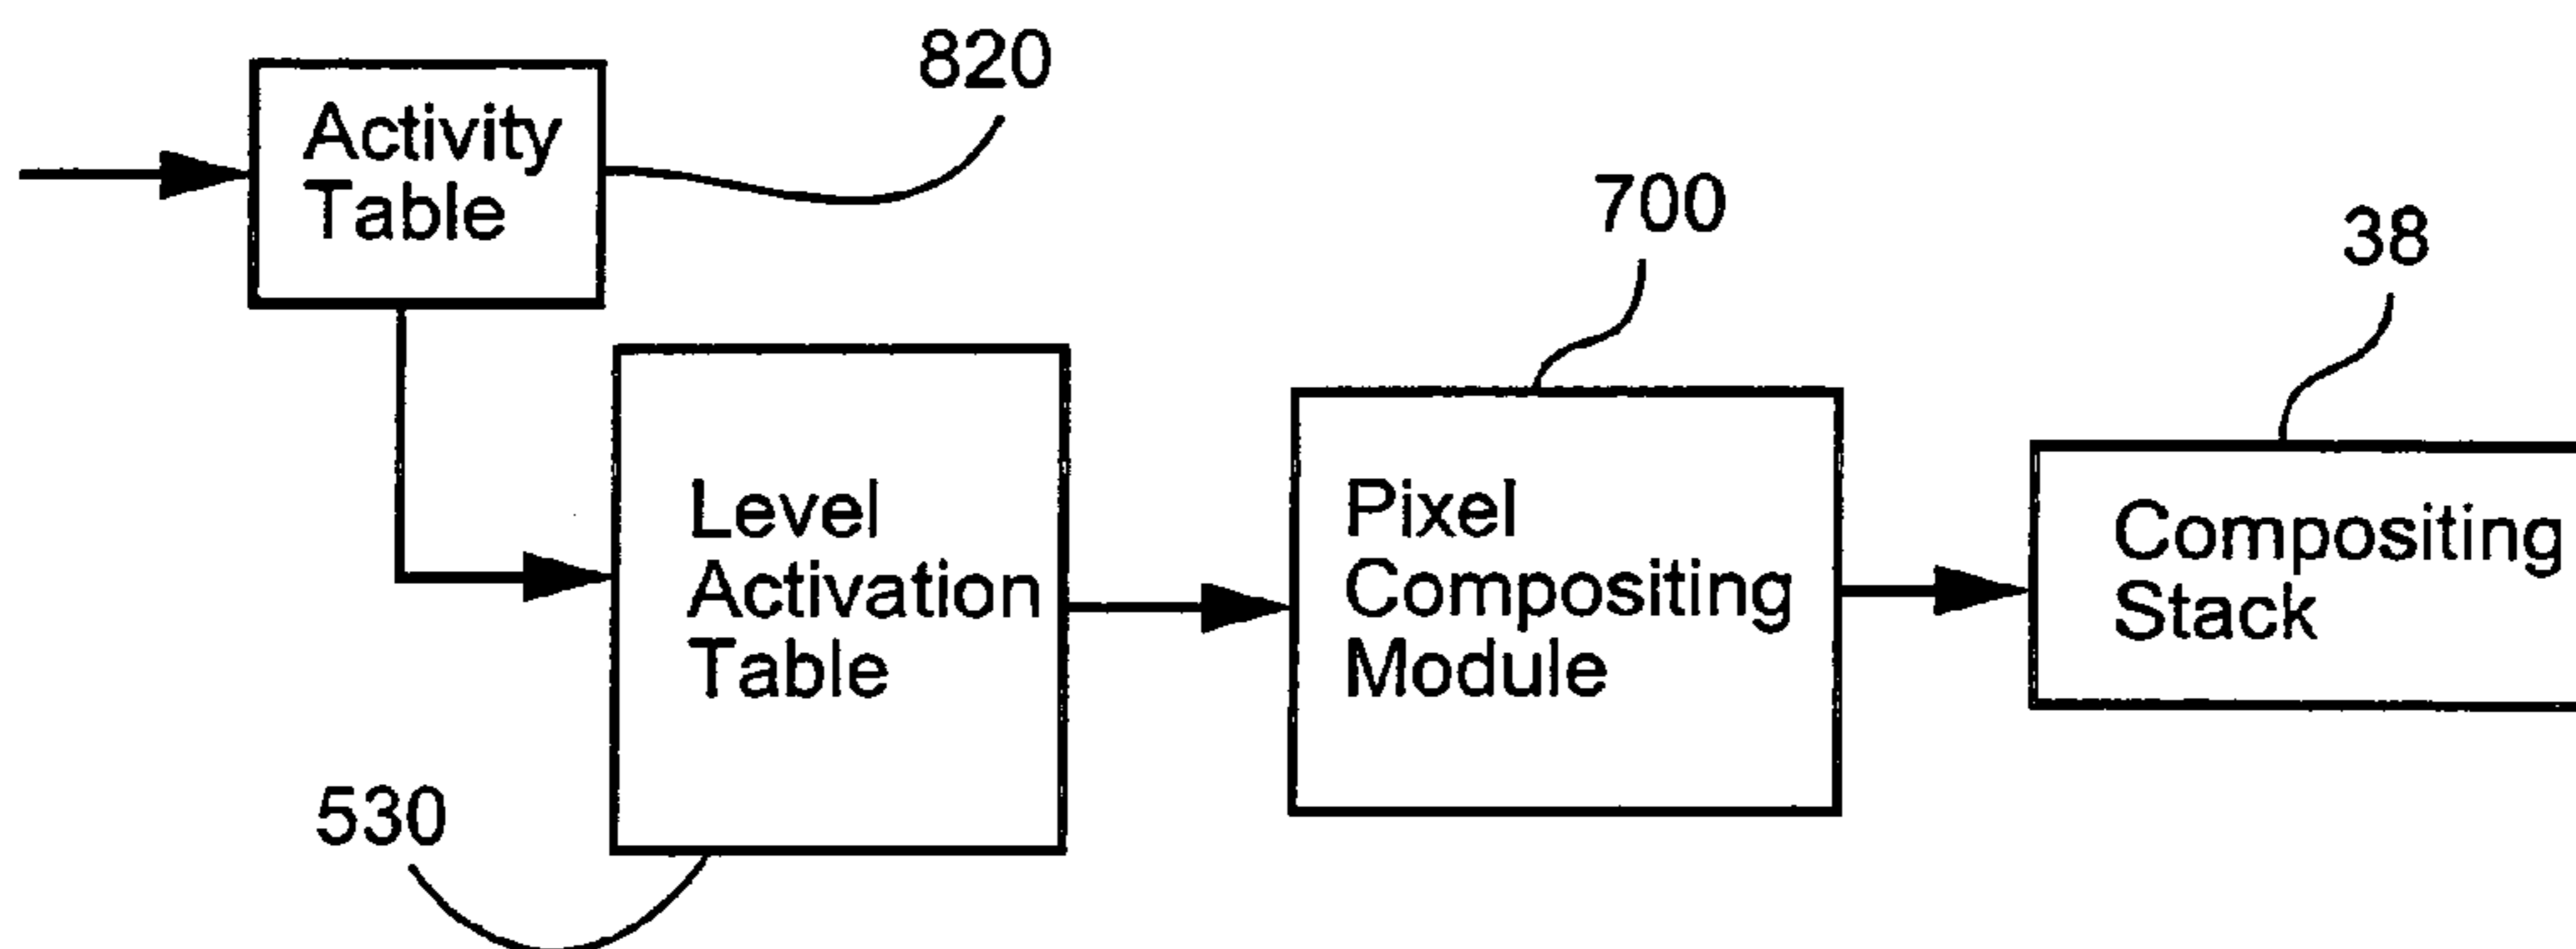 820
Activity
Table
700
38
Level
Activation
Table
Pixel
Compositing
Module
Compositing
Stack
530